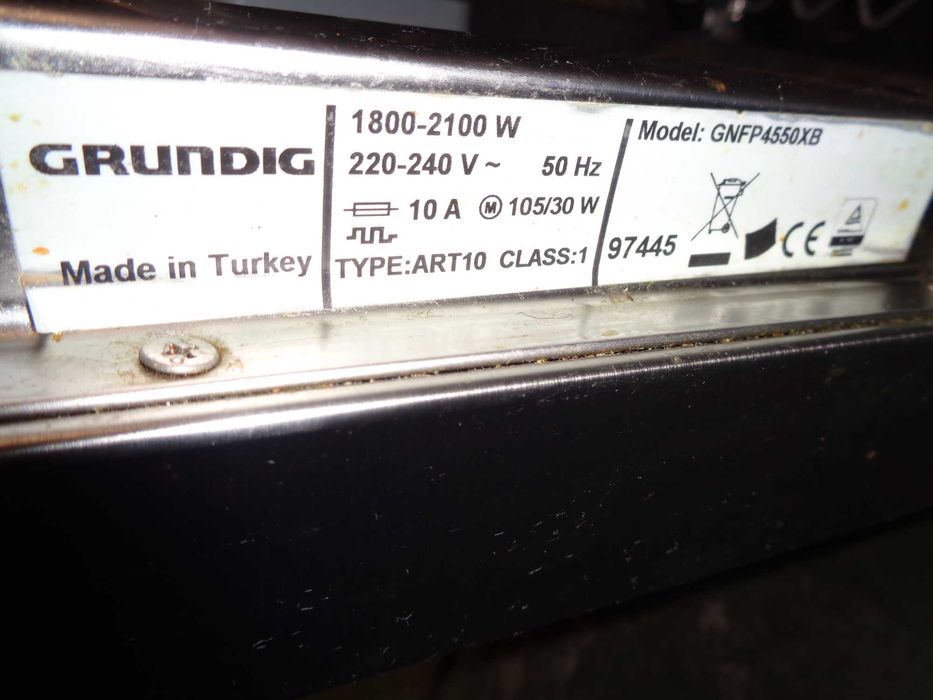 GRUNDIG
Made in Turkey
1800-2100 W
220-240 V ~ 50 Hz
10 A M 105/30 W
TYPE:ART10 CLASS:1
Model: GNFP4550XB
97445
CE